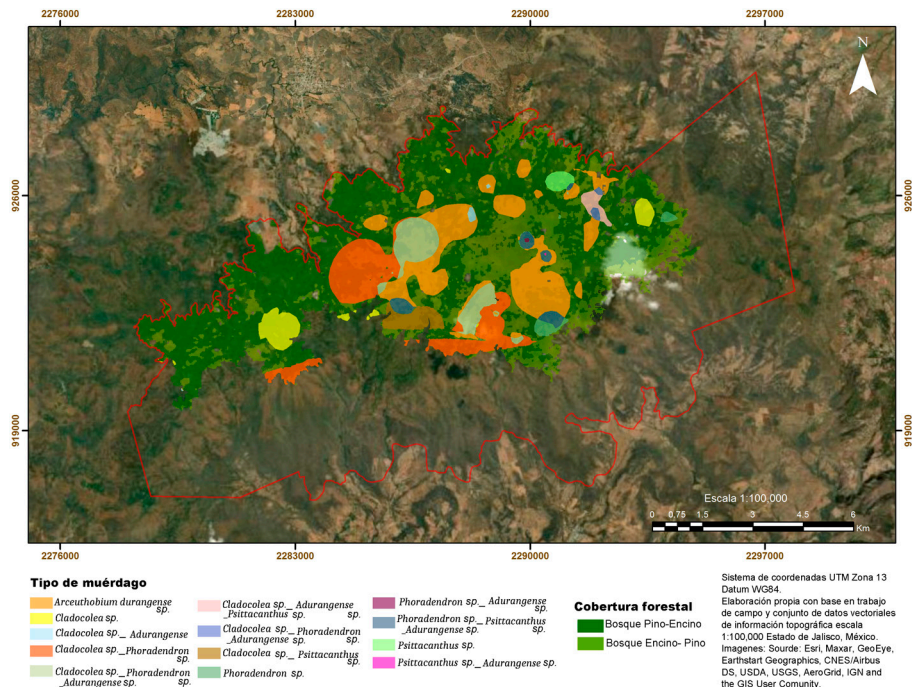 2276000
2283000
2290000
2297000
N
926000
926000
919000
919000
Escala 1:100,000
0 0.75 1.5 3 4.5 6
Km
2276000
2283000
2290000
2297000
Tipo de muérdago
Arceuthobium durangense
sp.
Cladocolea sp.
Cladocolea sp._ Adurangense
Cladocolea sp._Phoradendron
sp.
Cladocolea sp._ Phoradendron
_Adurangense sp.
sp.
Cladocolea sp._ Adurangense
_Psittacanthus sp.
sp.
Cladocolea sp._Phoradendron
_Adurangense sp.
sp.
Cladocolea sp._ Psittacanthus
sp.
Phoradendron sp.
Phoradendron sp._ Adurangense
sp.
Phoradendron sp._ Psittacanthus
_Adurangense sp.
sp.
Psitacanthus sp.
Psittacanthus sp._ Adurangense sp.
Cobertura forestal
Bosque Pino-Encino
Bosque Encino- Pino
Sistema de coordenadas UTM Zona 13
Datum WG84.
Elaboración propia con base en trabajo
de campo y conjunto de datos vectoriales
de información topográfica escala
1:100,000 Estado de Jalisco, México.
Imagenes: Sourde: Esri, Maxar, GeoEye,
Earthstart Geographics, CNES/Airbus
DS, USDA, USGS, AeroGrid, IGN and
the GIS User Comunity.